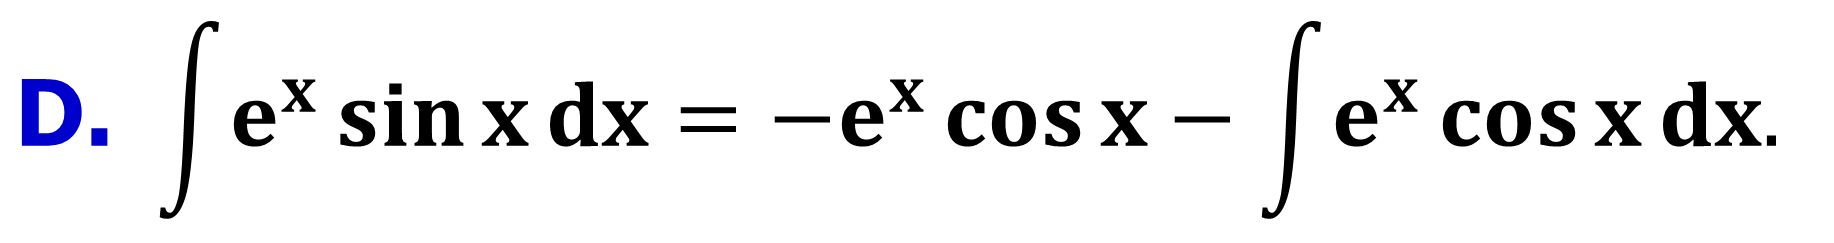 D. ∫ eˣ sin x dx = −eˣ cos x − ∫ eˣ cos x dx.